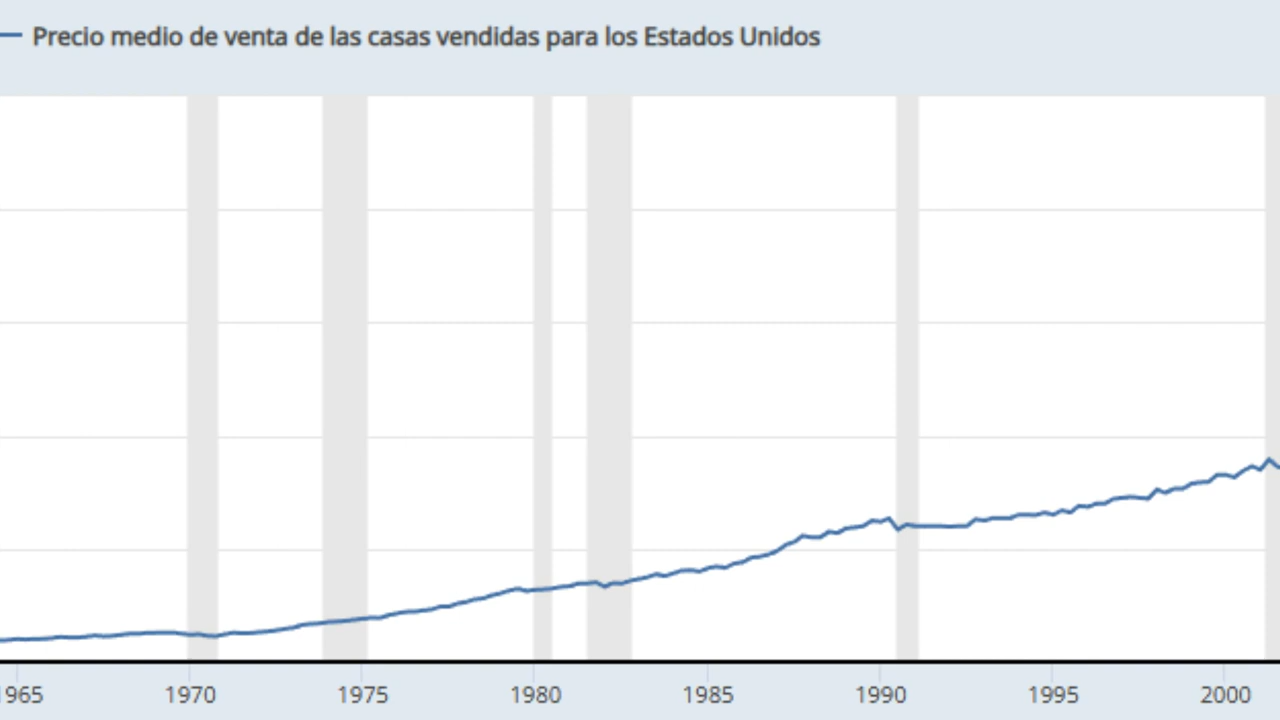 Precio medio de venta de las casas vendidas para los Estados Unidos
1965 1970 1975 1980 1985 1990 1995 2000